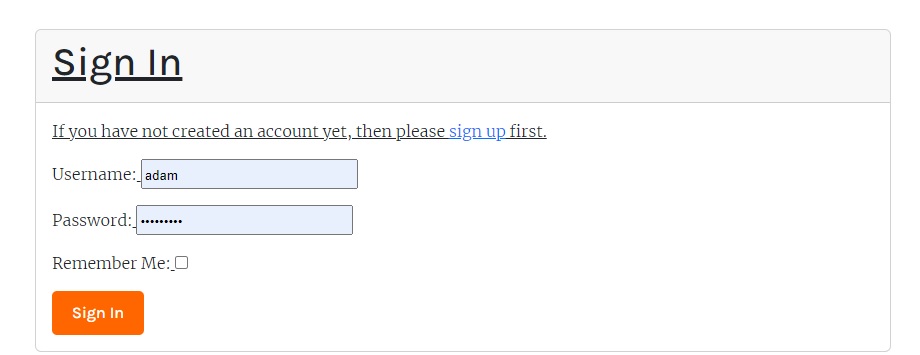 Sign In
If you have not created an account yet, then please sign up first.
Username: adam
Password: •••••••••
Remember Me:
Sign In